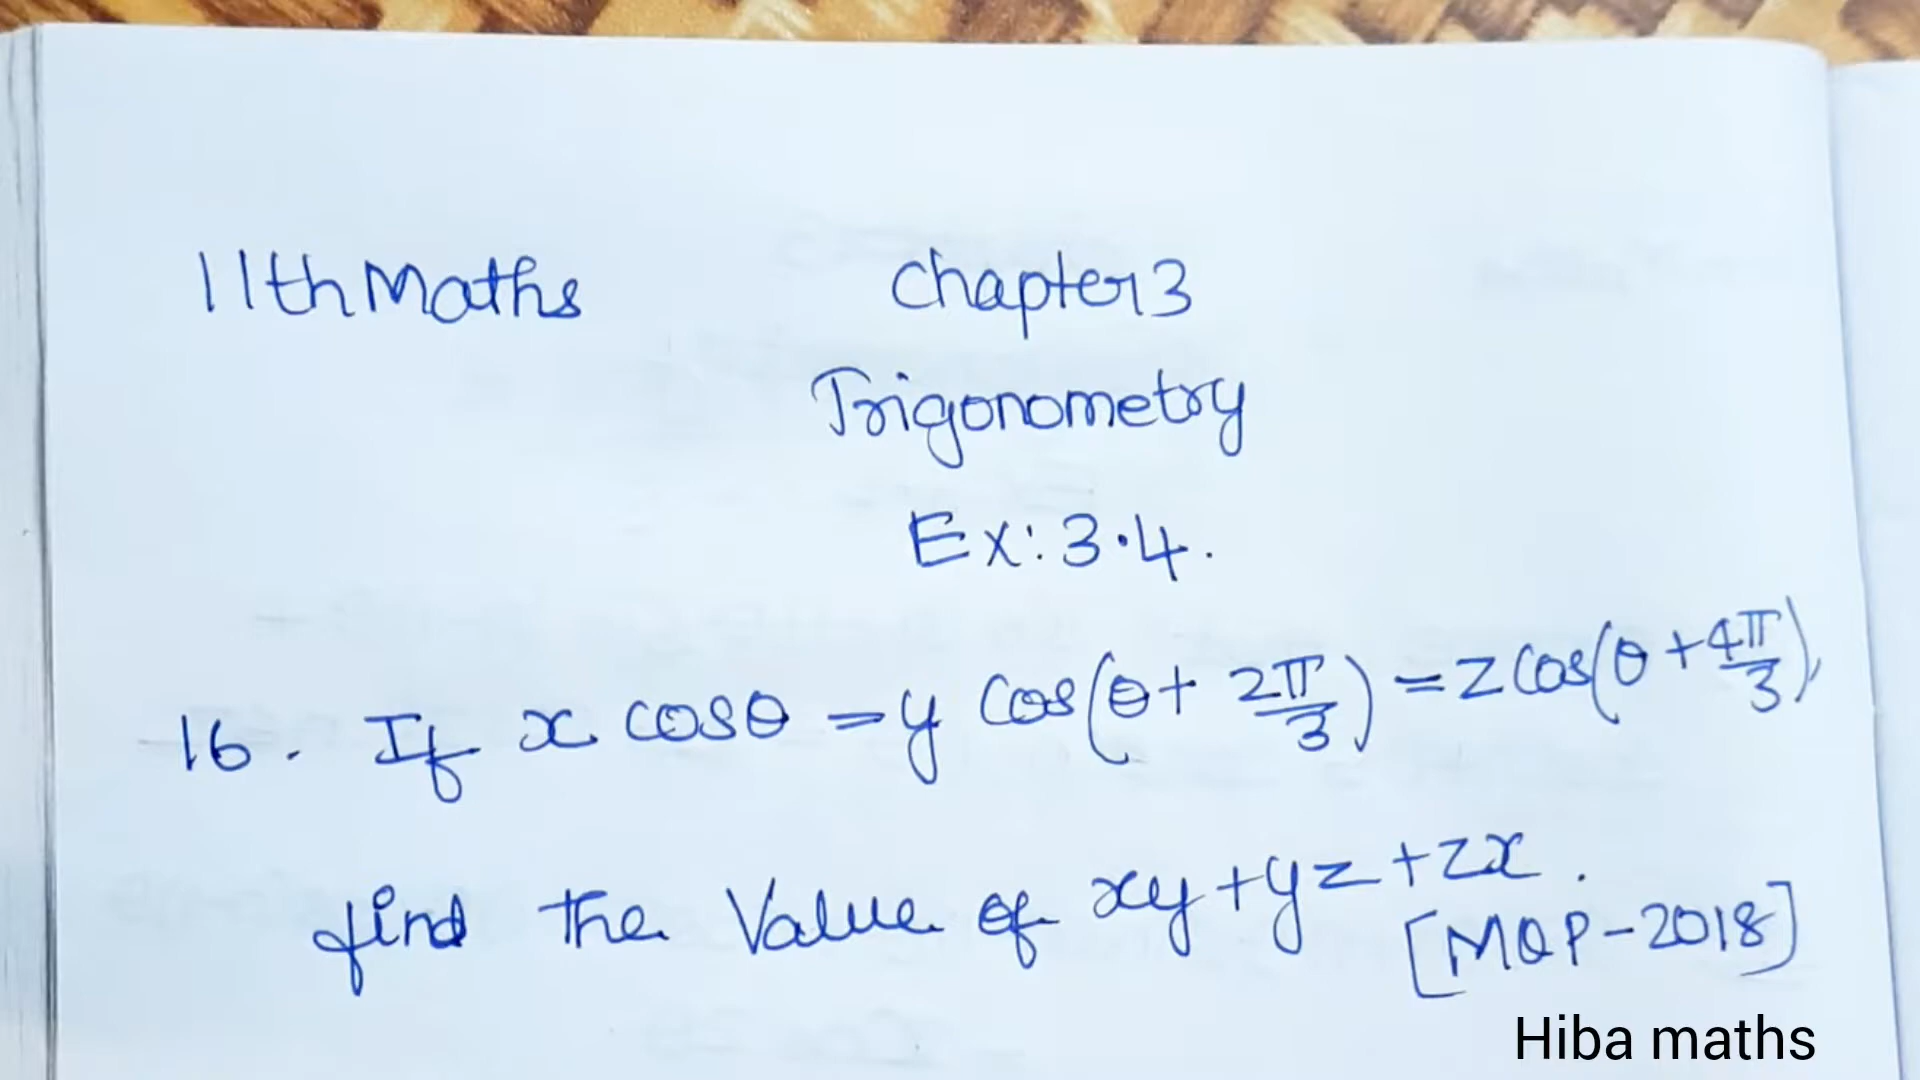 11th Maths Chapter 3
Trigonometry
Ex: 3.4.
16. If x cosθ = y cos(θ + 2π/3) = z cos(θ + 4π/3),
find the Value of xy + yz + zx.
[MQP-2018]
Hiba maths